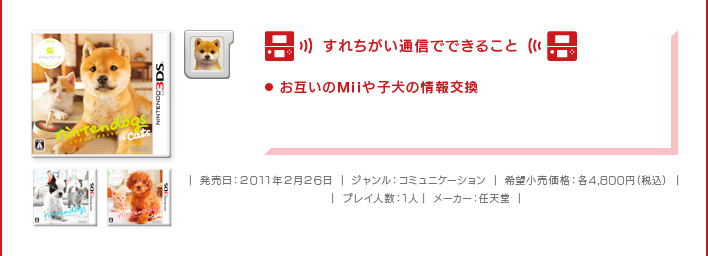 すれちがい通信でできること
● お互いのMiiや子犬の情報交換
NINTENDO 3DS
nintendogs
+cats
| 発売日：2011年2月26日 | ジャンル：コミュニケーション | 希望小売価格：各4,800円（税込） |
| プレイ人数：1人 | メーカー：任天堂 |